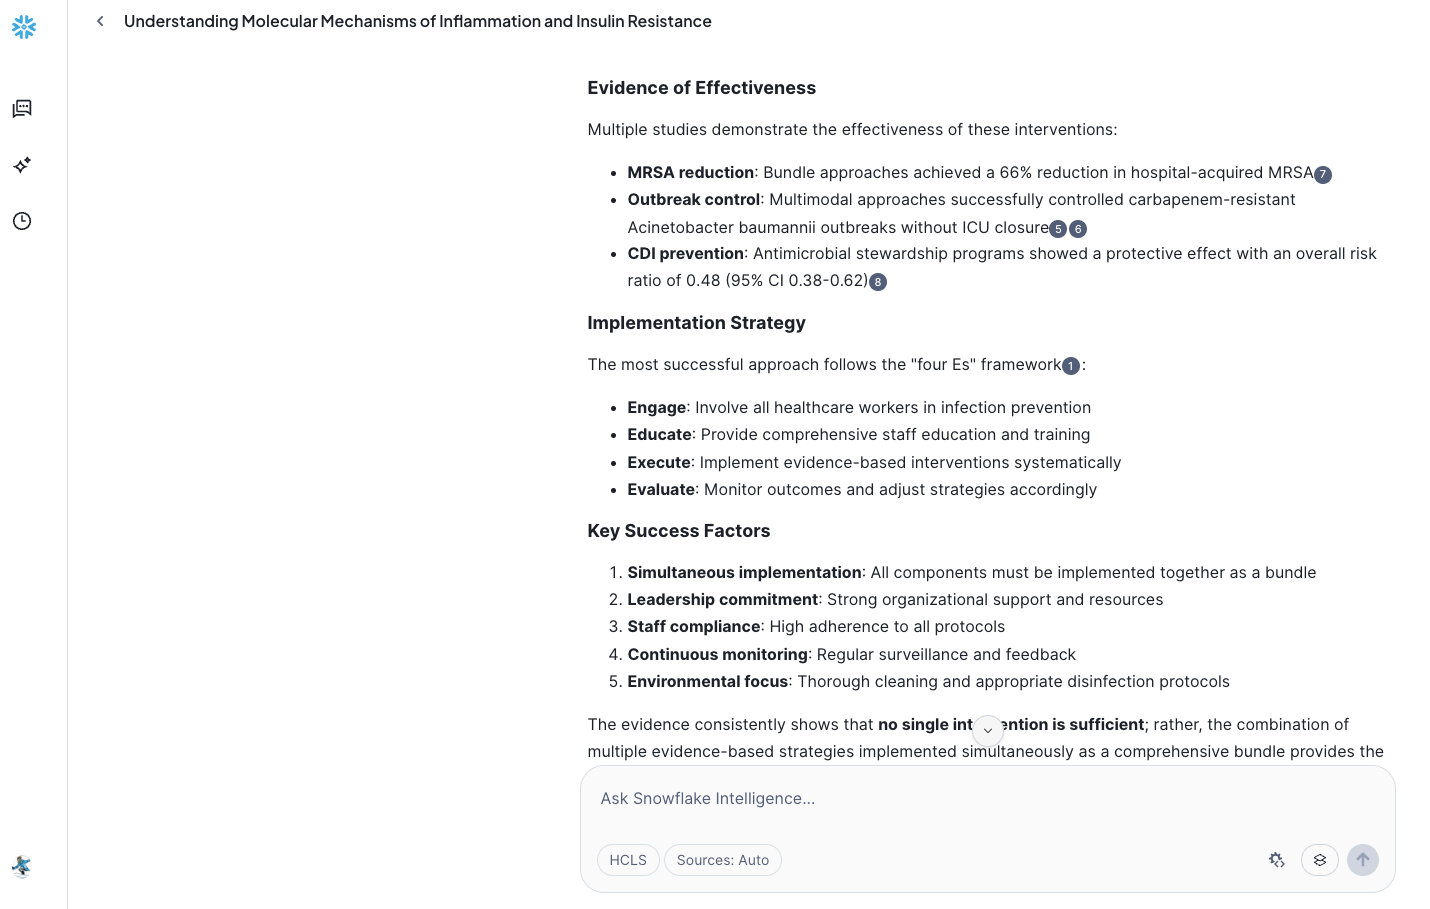 Understanding Molecular Mechanisms of Inflammation and Insulin Resistance
Evidence of Effectiveness
Multiple studies demonstrate the effectiveness of these interventions:
MRSA reduction: Bundle approaches achieved a 66% reduction in hospital-acquired MRSA 7
Outbreak control: Multimodal approaches successfully controlled carbapenem-resistant
Acinetobacter baumannii outbreaks without ICU closure 5 6
CDI prevention: Antimicrobial stewardship programs showed a protective effect with an overall risk
ratio of 0.48 (95% CI 0.38-0.62) 8
Implementation Strategy
The most successful approach follows the "four Es" framework 1 :
Engage: Involve all healthcare workers in infection prevention
Educate: Provide comprehensive staff education and training
Execute: Implement evidence-based interventions systematically
Evaluate: Monitor outcomes and adjust strategies accordingly
Key Success Factors
1. Simultaneous implementation: All components must be implemented together as a bundle
2. Leadership commitment: Strong organizational support and resources
3. Staff compliance: High adherence to all protocols
4. Continuous monitoring: Regular surveillance and feedback
5. Environmental focus: Thorough cleaning and appropriate disinfection protocols
The evidence consistently shows that no single intervention is sufficient; rather, the combination of
multiple evidence-based strategies implemented simultaneously as a comprehensive bundle provides the
Ask Snowflake Intelligence...
HCLS Sources: Auto